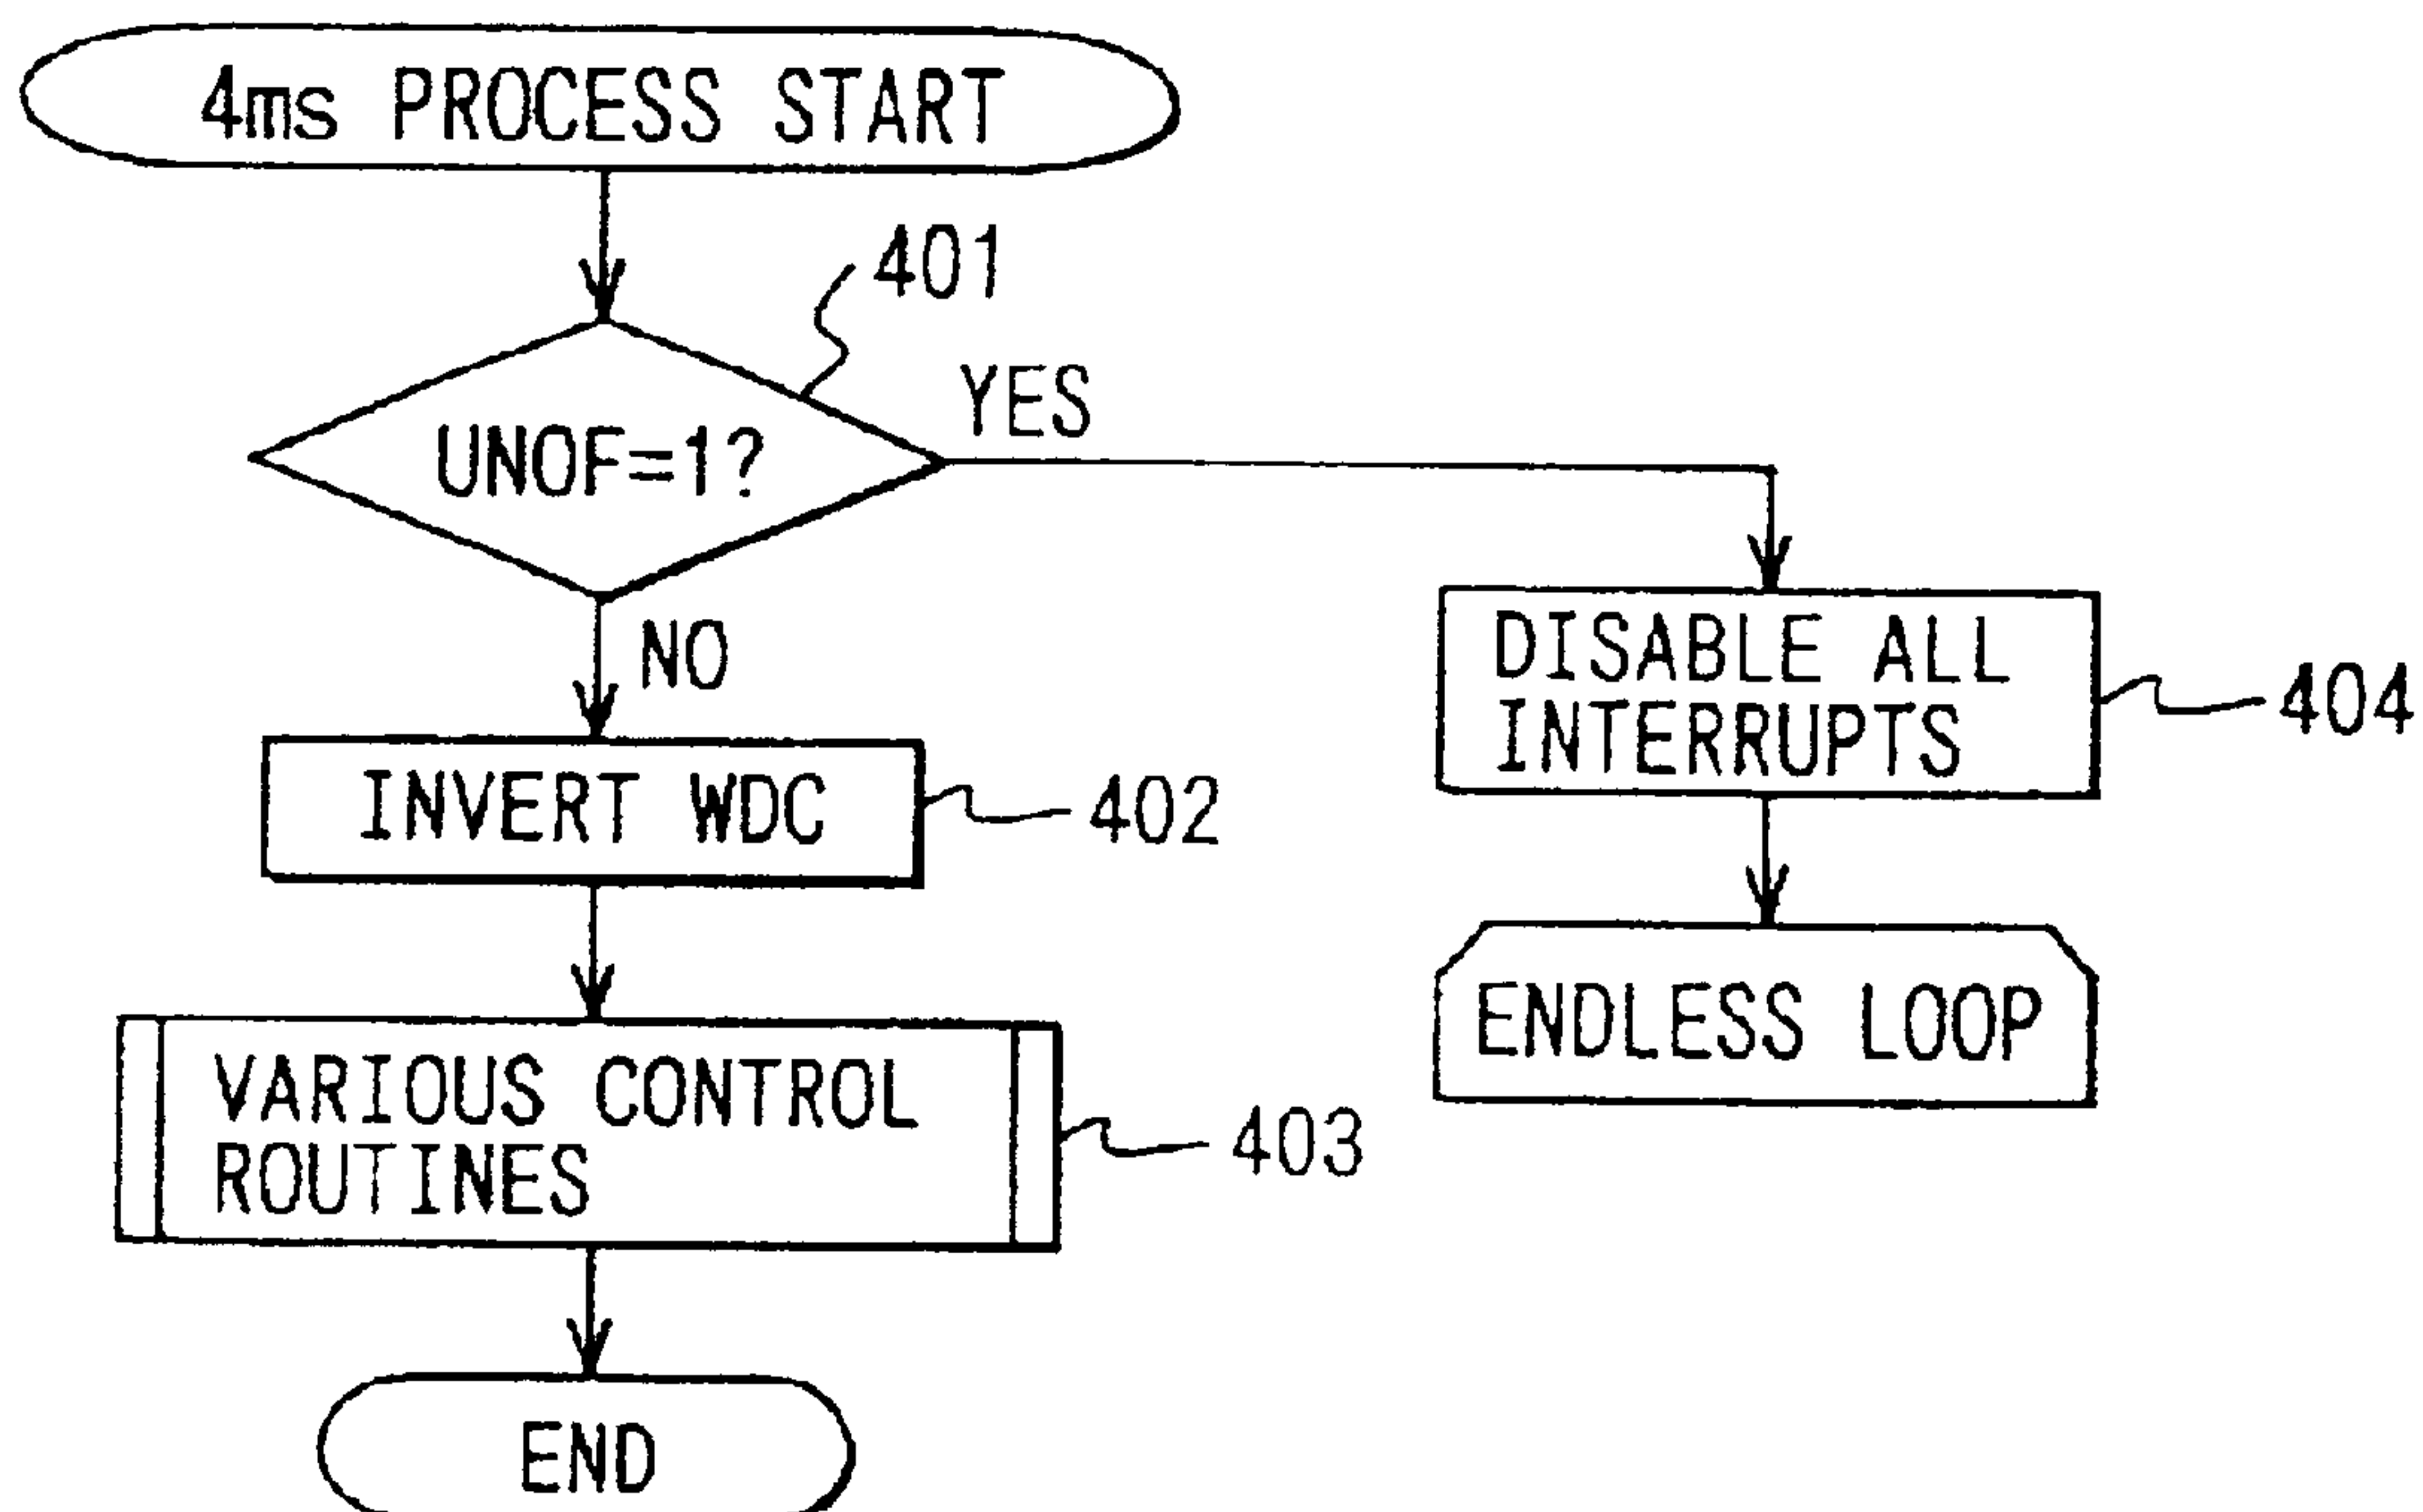 4ms PROCESS START
401
UNOF=1?
YES
NO
INVERT WDC
402
VARIOUS CONTROL
ROUTINES
403
END
DISABLE ALL
INTERRUPTS
404
ENDLESS LOOP